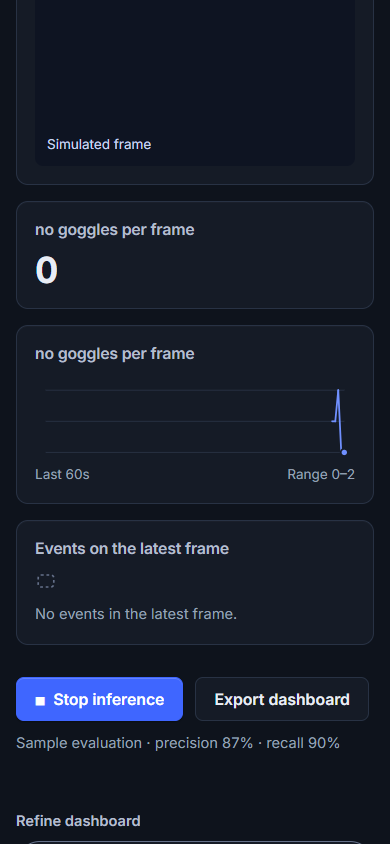 Simulated frame
no goggles per frame
0
no goggles per frame
Last 60s Range 0–2
Events on the latest frame
No events in the latest frame.
Stop inference Export dashboard
Sample evaluation · precision 87% · recall 90%
Refine dashboard